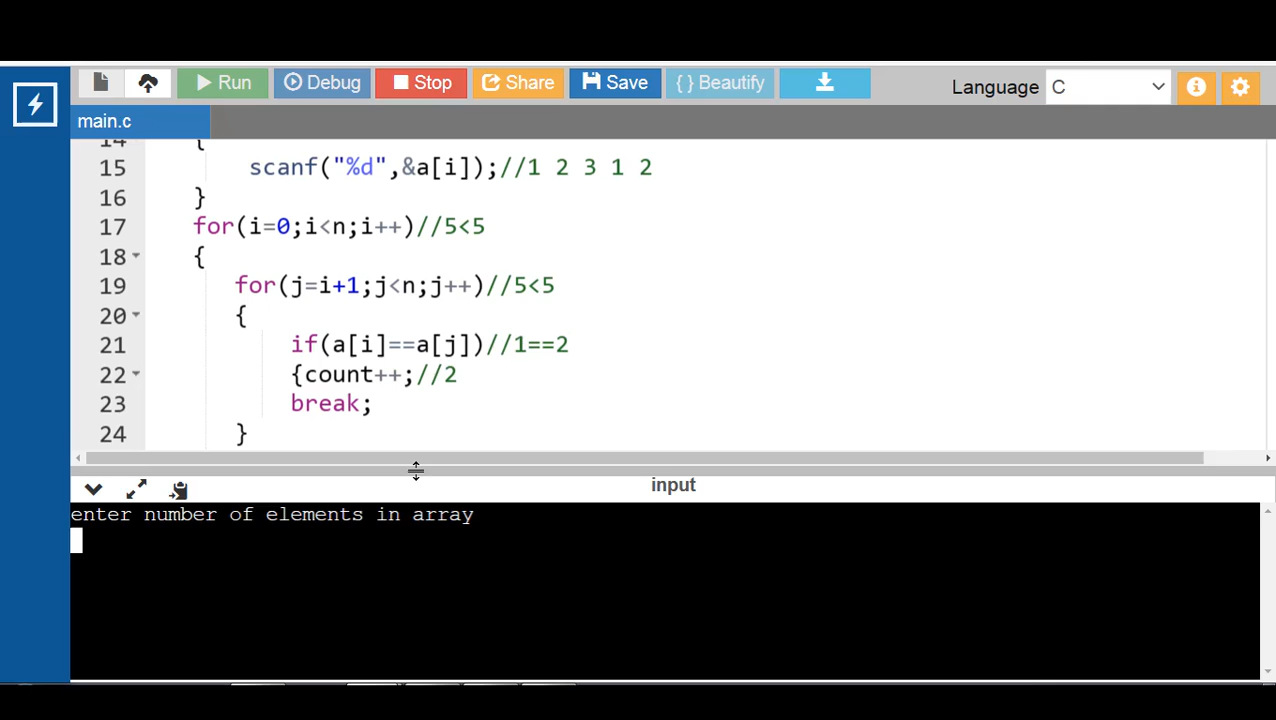 Run Debug Stop Share Save { } Beautify Language C
main.c
14 {
15 scanf("%d",&a[i]);//1 2 3 1 2
16 }
17 for(i=0;i<n;i++)//5<5
18 {
19 for(j=i+1;j<n;j++)//5<5
20 {
21 if(a[i]==a[j])//1==2
22 {count++;//2
23 break;
24 }
input
enter number of elements in array